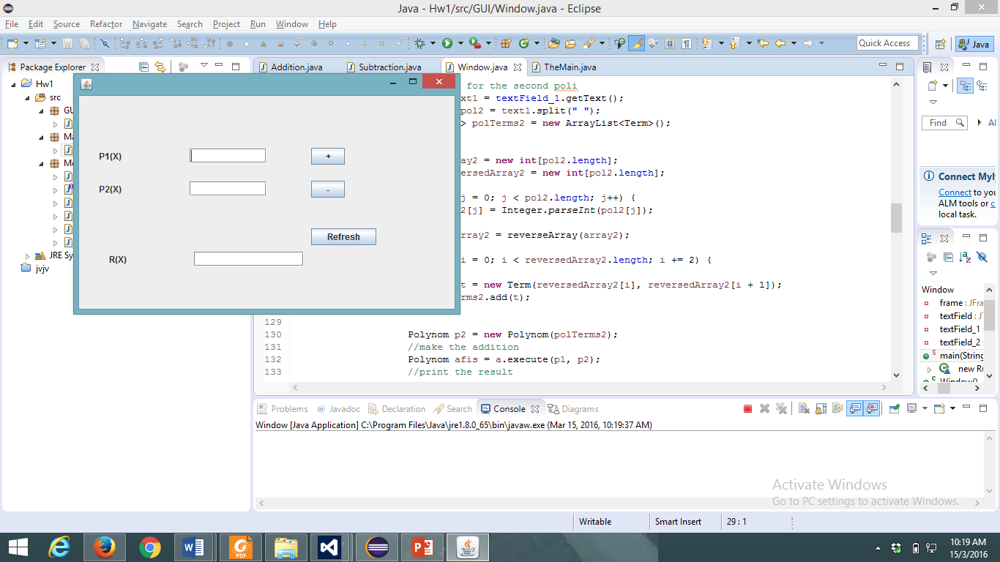 Java - Hw1/src/GUI/Window.java - Eclipse
File Edit Source Refactor Navigate Search Project Run Window Help
Quick Access
Java
Package Explorer
Addition.java
Subtraction.java
Window.java
TheMain.java
Hw1
src
GU
Ma
Mo
JRE Sy
jvjv
P1(X)
+
P2(X)
-
Refresh
R(X)
for the second poli
xt1 = textField_1.getText();
pol2 = text1.split(" ");
> polTerms2 = new ArrayList<Term>();
ay2 = new int[pol2.length];
ersedArray2 = new int[pol2.length];
j = 0; j < pol2.length; j++) {
2[j] = Integer.parseInt(pol2[j]);
array2 = reverseArray(array2);
i = 0; i < reversedArray2.length; i += 2) {
t = new Term(reversedArray2[i], reversedArray2[i + 1]);
rms2.add(t);
129
130 Polynom p2 = new Polynom(polTerms2);
131 //make the addition
132 Polynom afis = a.execute(p1, p2);
133 //print the result
Find
Al
Connect Myl
Connect to you
ALM tools or c
local task.
Window
frame : JFra
textField : JT
textField_1 :
textField_2 :
main(String
new Ru
Window()
Problems
@ Javadoc
Declaration
Search
Console
Diagrams
Window [Java Application] C:\Program Files\Java\jre1.8.0_65\bin\javaw.exe (Mar 15, 2016, 10:19:37 AM)
Activate Windows
Go to PC settings to activate Windows.
Writable
Smart Insert
29 : 1
PDF
10:19 AM
15/3/2016